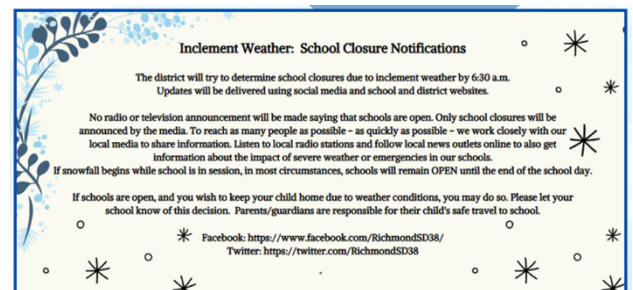 Inclement Weather: School Closure Notifications
The district will try to determine school closures due to inclement weather by 6:30 a.m.
Updates will be delivered using social media and school and district websites.
No radio or television announcement will be made saying that schools are open. Only school closures will be
announced by the media. To reach as many people as possible – as quickly as possible – we work closely with our
local media to share information. Listen to local radio stations and follow local news outlets online to also get
information about the impact of severe weather or emergencies in our schools.
If snowfall begins while school is in session, in most circumstances, schools will remain OPEN until the end of the school day.
If schools are open, and you wish to keep your child home due to weather conditions, you may do so. Please let your
school know of this decision. Parents/guardians are responsible for their child's safe travel to school.
Facebook: https://www.facebook.com/RichmondSD38/
Twitter: https://twitter.com/RichmondSD38